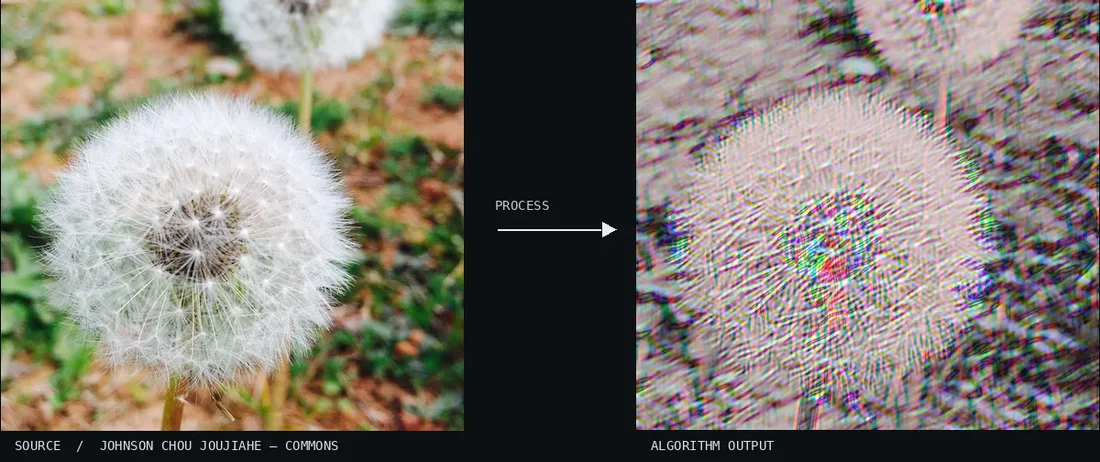 PROCESS
SOURCE / JOHNSON CHOU JOUJIAHE — COMMONS
ALGORITHM OUTPUT